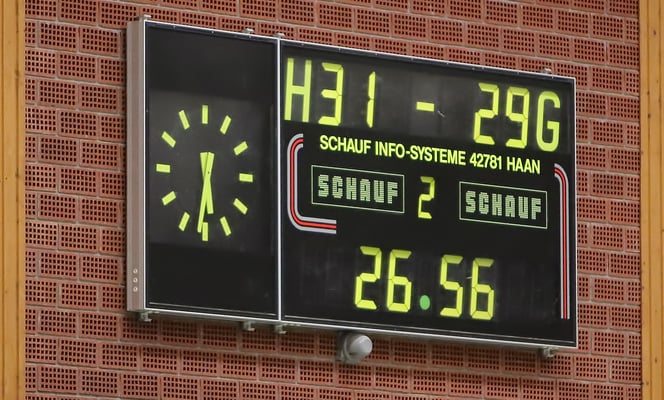 H31 - 29G
SCHAUF INFO-SYSTEME 42781 HAAN
SCHAUF 2 SCHAUF
26.56